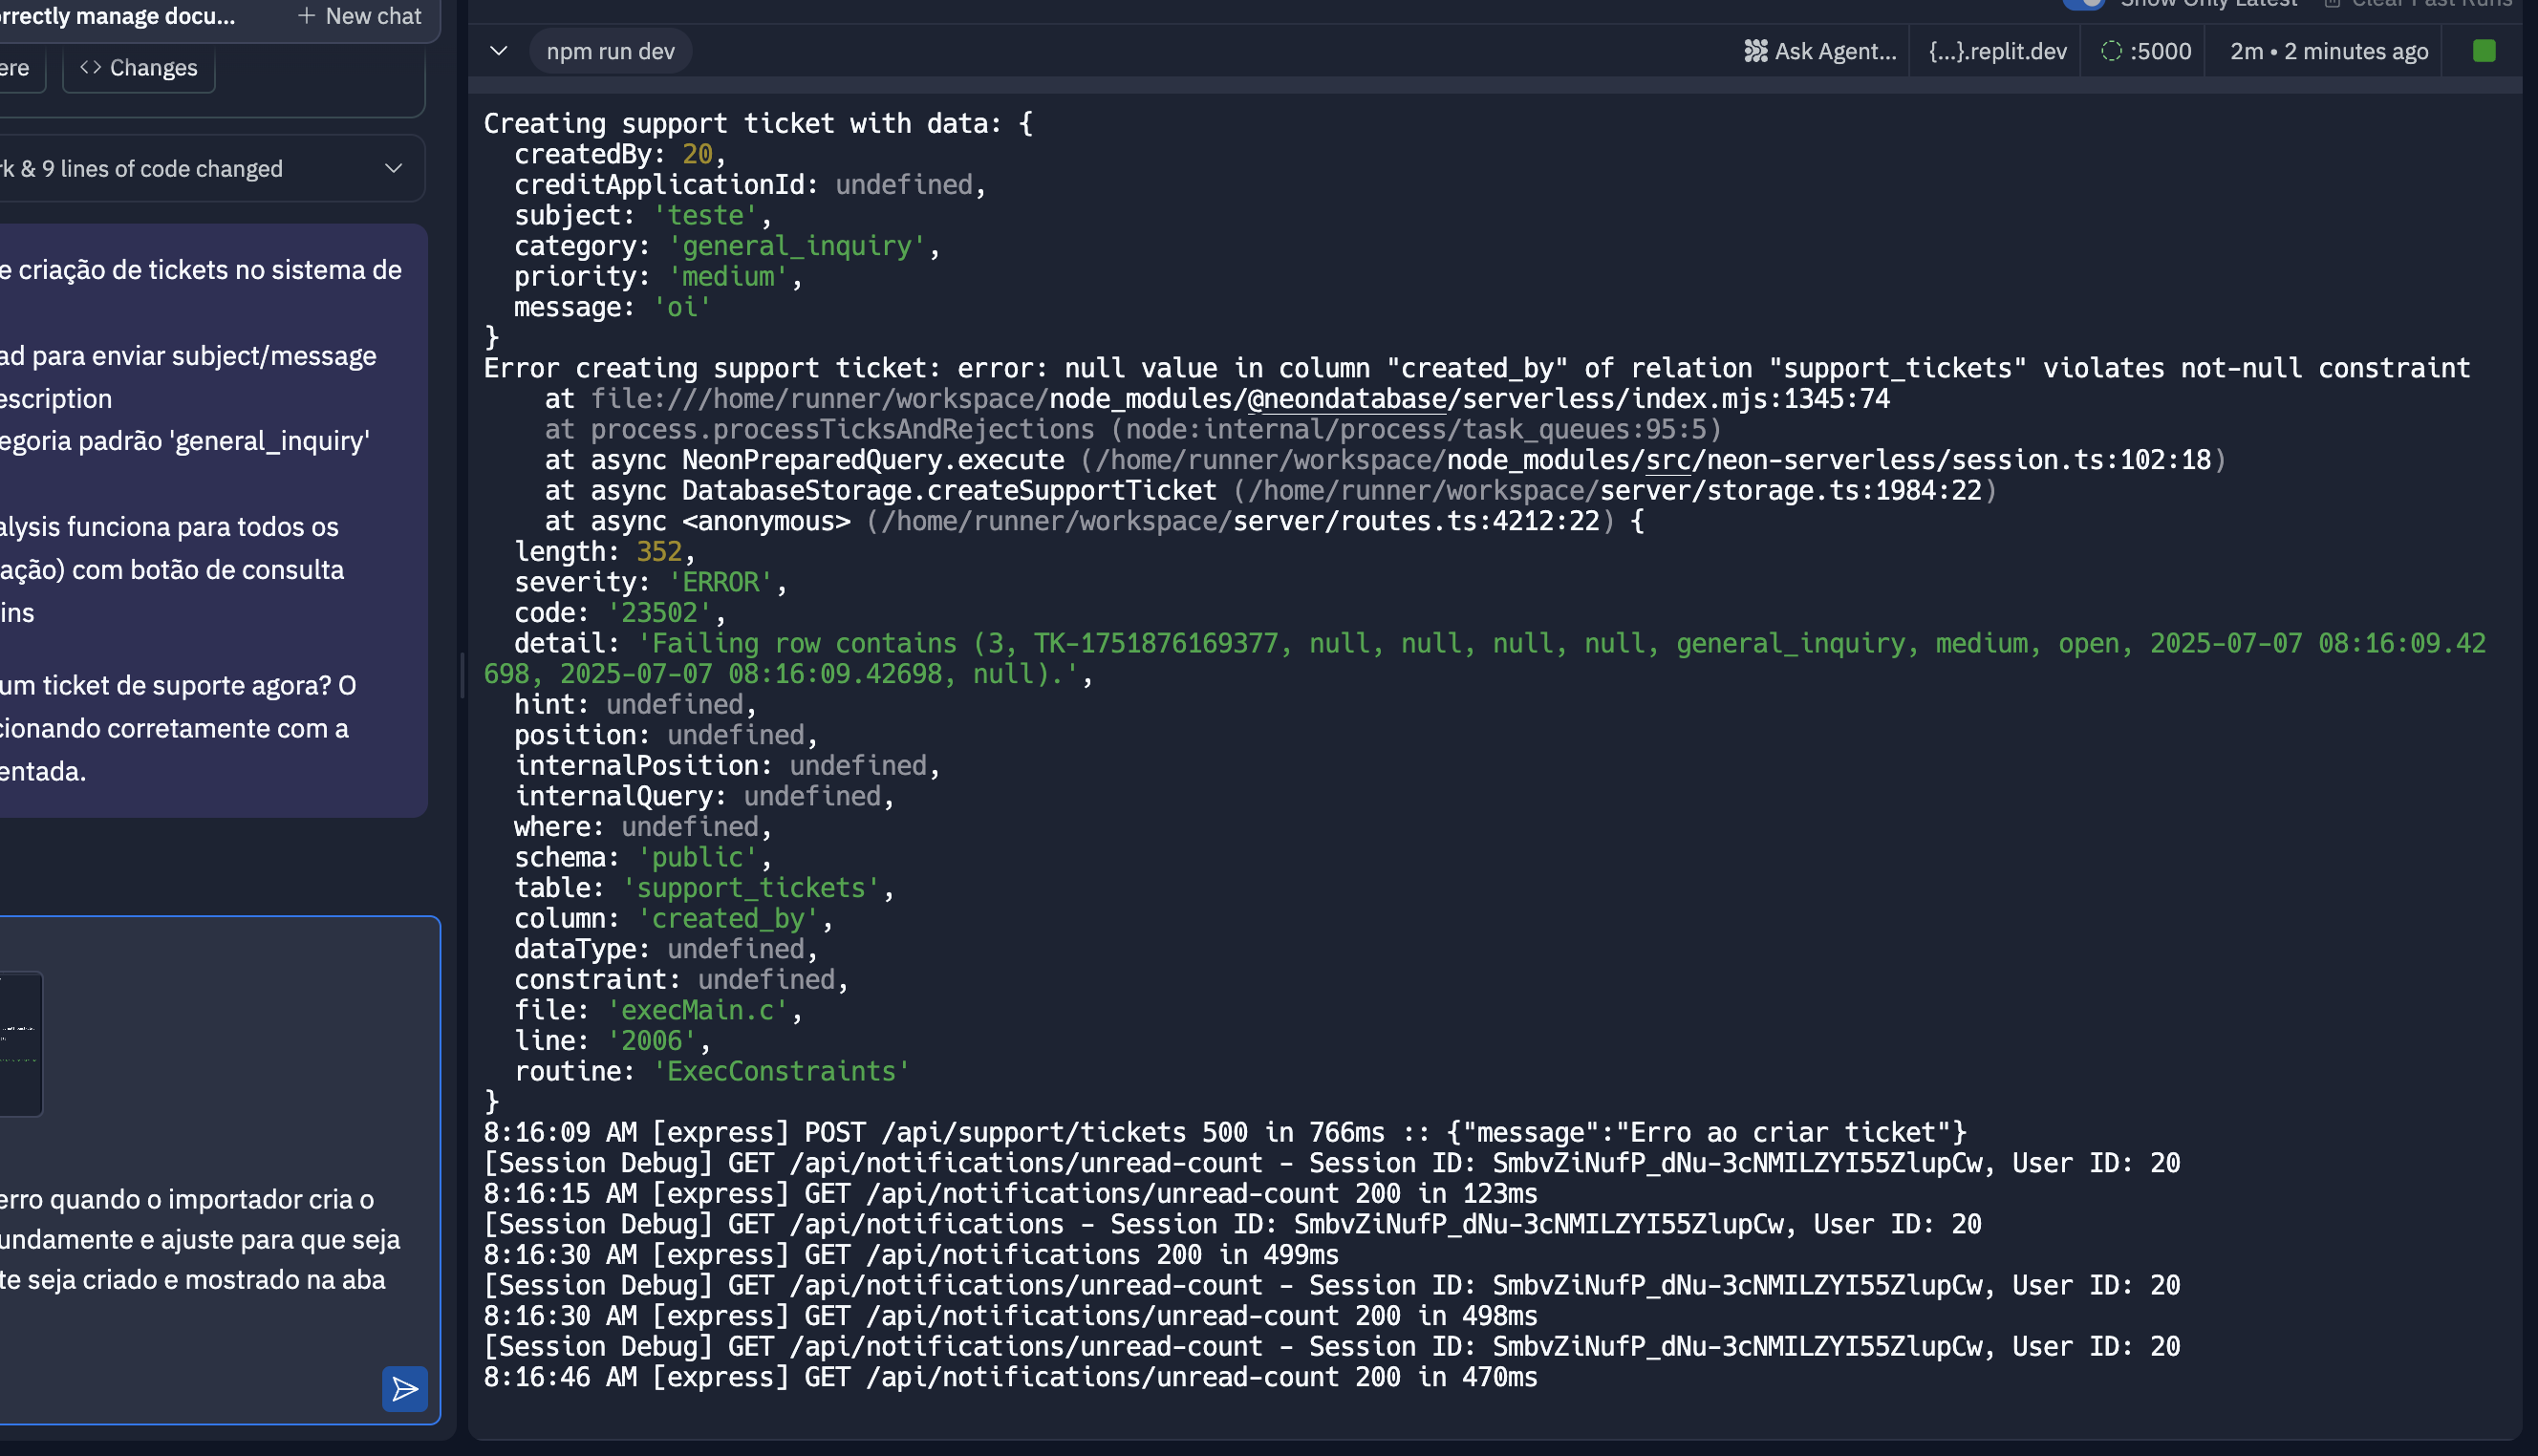 rrectly manage docu...
+ New chat
ere
<> Changes
rk & 9 lines of code changed
e criação de tickets no sistema de
ad para enviar subject/message
escription
egoria padrão 'general_inquiry'
alysis funciona para todos os
ação) com botão de consulta
ins
um ticket de suporte agora? O
cionando corretamente com a
entada.
erro quando o importador cria o
undamente e ajuste para que seja
te seja criado e mostrado na aba
Show Only Latest
Clear Past Runs
npm run dev
Ask Agent...
{...}.replit.dev
:5000
2m • 2 minutes ago
Creating support ticket with data: {
  createdBy: 20,
  creditApplicationId: undefined,
  subject: 'teste',
  category: 'general_inquiry',
  priority: 'medium',
  message: 'oi'
}
Error creating support ticket: error: null value in column "created_by" of relation "support_tickets" violates not-null constraint
    at file:///home/runner/workspace/node_modules/@neondatabase/serverless/index.mjs:1345:74
    at process.processTicksAndRejections (node:internal/process/task_queues:95:5)
    at async NeonPreparedQuery.execute (/home/runner/workspace/node_modules/src/neon-serverless/session.ts:102:18)
    at async DatabaseStorage.createSupportTicket (/home/runner/workspace/server/storage.ts:1984:22)
    at async <anonymous> (/home/runner/workspace/server/routes.ts:4212:22) {
  length: 352,
  severity: 'ERROR',
  code: '23502',
  detail: 'Failing row contains (3, TK-1751876169377, null, null, null, null, general_inquiry, medium, open, 2025-07-07 08:16:09.42
698, 2025-07-07 08:16:09.42698, null).',
  hint: undefined,
  position: undefined,
  internalPosition: undefined,
  internalQuery: undefined,
  where: undefined,
  schema: 'public',
  table: 'support_tickets',
  column: 'created_by',
  dataType: undefined,
  constraint: undefined,
  file: 'execMain.c',
  line: '2006',
  routine: 'ExecConstraints'
}
8:16:09 AM [express] POST /api/support/tickets 500 in 766ms :: {"message":"Erro ao criar ticket"}
[Session Debug] GET /api/notifications/unread-count - Session ID: SmbvZiNufP_dNu-3cNMILZYI55ZlupCw, User ID: 20
8:16:15 AM [express] GET /api/notifications/unread-count 200 in 123ms
[Session Debug] GET /api/notifications - Session ID: SmbvZiNufP_dNu-3cNMILZYI55ZlupCw, User ID: 20
8:16:30 AM [express] GET /api/notifications 200 in 499ms
[Session Debug] GET /api/notifications/unread-count - Session ID: SmbvZiNufP_dNu-3cNMILZYI55ZlupCw, User ID: 20
8:16:30 AM [express] GET /api/notifications/unread-count 200 in 498ms
[Session Debug] GET /api/notifications/unread-count - Session ID: SmbvZiNufP_dNu-3cNMILZYI55ZlupCw, User ID: 20
8:16:46 AM [express] GET /api/notifications/unread-count 200 in 470ms